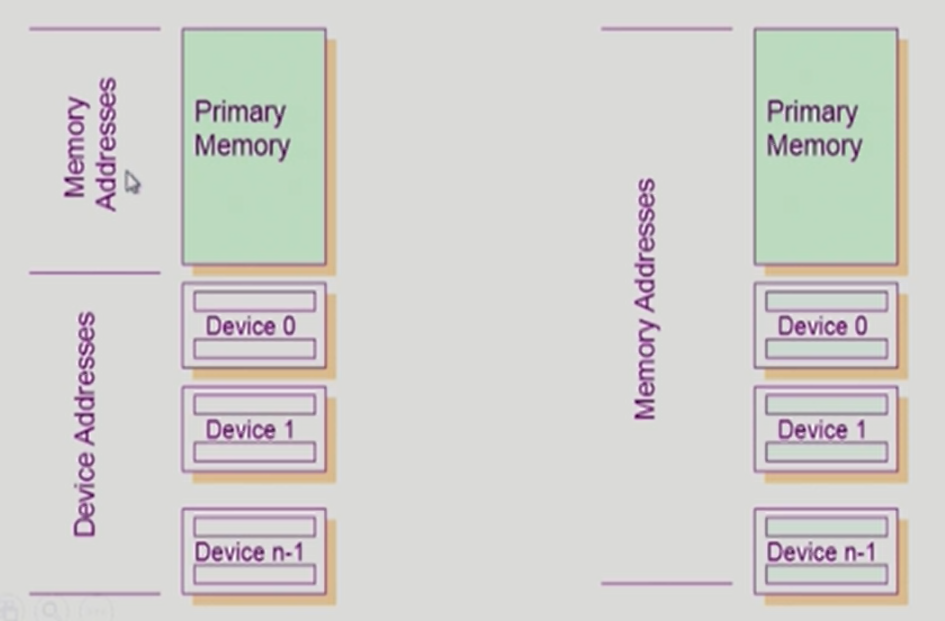 Memory
Addresses
Primary
Memory
Device Addresses
Device 0
Device 1
Device n-1
Memory Addresses
Primary
Memory
Device 0
Device 1
Device n-1